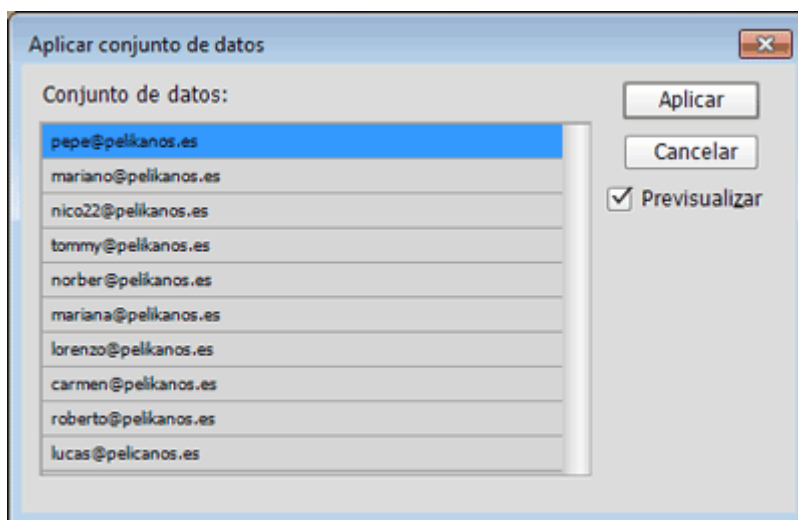 Aplicar conjunto de datos
Conjunto de datos:
Aplicar
pepe@pelikanos.es
Cancelar
mariano@pelikanos.es
Previsualizar
nico22@pelikanos.es
tommy@pelikanos.es
norber@pelikanos.es
mariana@pelikanos.es
lorenzo@pelikanos.es
carmen@pelikanos.es
roberto@pelikanos.es
lucas@pelicanos.es